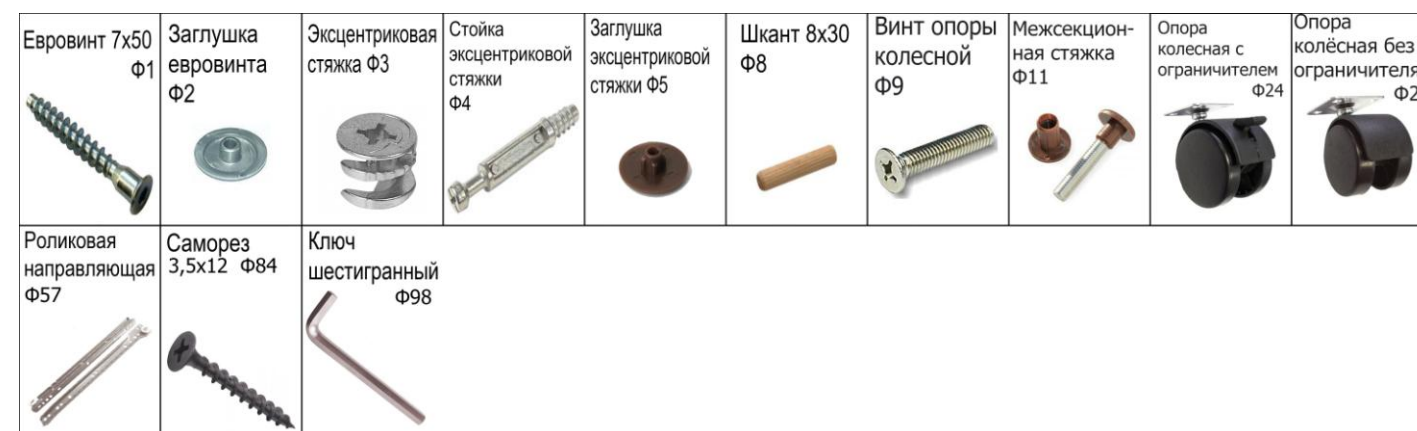 Евровинт 7х50
Ф1
Заглушка
евровинта
Ф2
Эксцентриковая
стяжка Ф3
Стойка
эксцентриковой
стяжки
Ф4
Заглушка
эксцентриковой
стяжки Ф5
Шкант 8х30
Ф8
Винт опоры
колесной
Ф9
Межсекцион-
ная стяжка
Ф11
Опора
колесная с
ограничителем
Ф24
Опора
колёсная без
ограничителя
Ф2
Роликовая
направляющая
Ф57
Саморез
3,5х12 Ф84
Ключ
шестигранный
Ф98